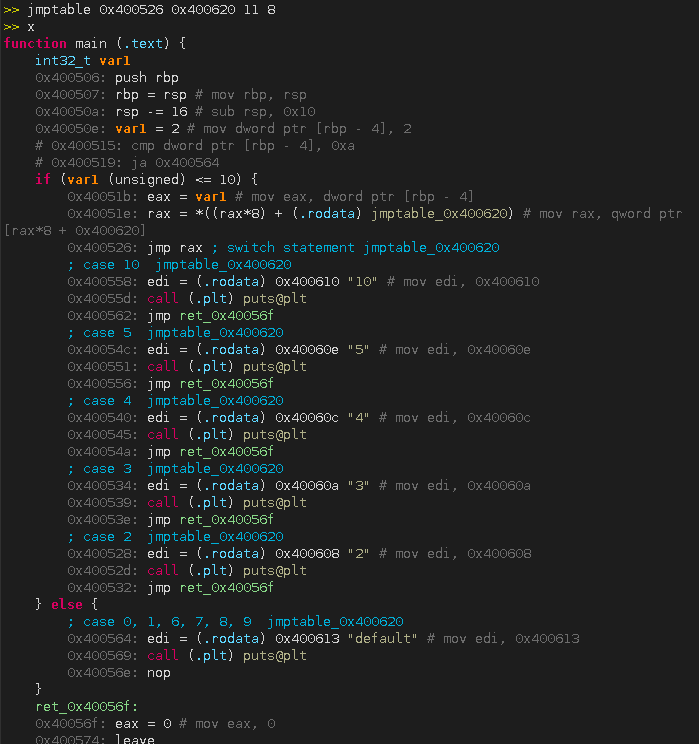 >> jmptable 0x400526 0x400620 11 8
>> x
function main (.text) {
    int32_t var1
    0x400506: push rbp
    0x400507: rbp = rsp # mov rbp, rsp
    0x40050a: rsp -= 16 # sub rsp, 0x10
    0x40050e: var1 = 2 # mov dword ptr [rbp - 4], 2
    # 0x400515: cmp dword ptr [rbp - 4], 0xa
    # 0x400519: ja 0x400564
    if (var1 (unsigned) <= 10) {
        0x40051b: eax = var1 # mov eax, dword ptr [rbp - 4]
        0x40051e: rax = *((rax*8) + (.rodata) jmptable_0x400620) # mov rax, qword ptr
[rax*8 + 0x400620]
        0x400526: jmp rax ; switch statement jmptable_0x400620
        ; case 10  jmptable_0x400620
        0x400558: edi = (.rodata) 0x400610 "10" # mov edi, 0x400610
        0x40055d: call (.plt) puts@plt
        0x400562: jmp ret_0x40056f
        ; case 5  jmptable_0x400620
        0x40054c: edi = (.rodata) 0x40060e "5" # mov edi, 0x40060e
        0x400551: call (.plt) puts@plt
        0x400556: jmp ret_0x40056f
        ; case 4  jmptable_0x400620
        0x400540: edi = (.rodata) 0x40060c "4" # mov edi, 0x40060c
        0x400545: call (.plt) puts@plt
        0x40054a: jmp ret_0x40056f
        ; case 3  jmptable_0x400620
        0x400534: edi = (.rodata) 0x40060a "3" # mov edi, 0x40060a
        0x400539: call (.plt) puts@plt
        0x40053e: jmp ret_0x40056f
        ; case 2  jmptable_0x400620
        0x400528: edi = (.rodata) 0x400608 "2" # mov edi, 0x400608
        0x40052d: call (.plt) puts@plt
        0x400532: jmp ret_0x40056f
    } else {
        ; case 0, 1, 6, 7, 8, 9  jmptable_0x400620
        0x400564: edi = (.rodata) 0x400613 "default" # mov edi, 0x400613
        0x400569: call (.plt) puts@plt
        0x40056e: nop
    }
    ret_0x40056f:
    0x40056f: eax = 0 # mov eax, 0
    0x400574: leave